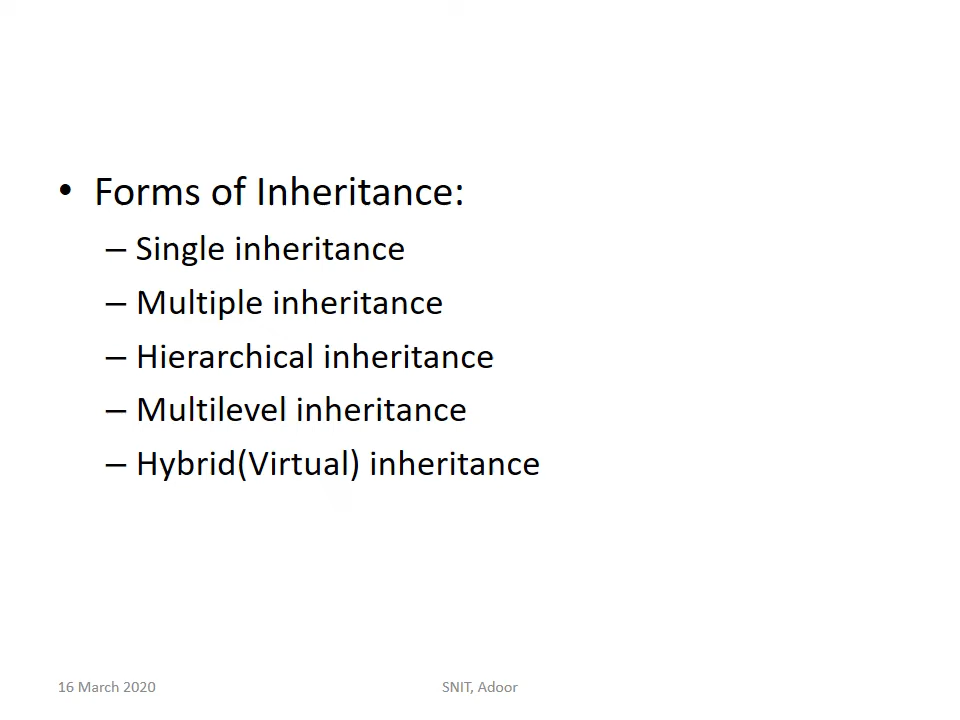 • Forms of Inheritance:
– Single inheritance
– Multiple inheritance
– Hierarchical inheritance
– Multilevel inheritance
– Hybrid(Virtual) inheritance
16 March 2020
SNIT, Adoor